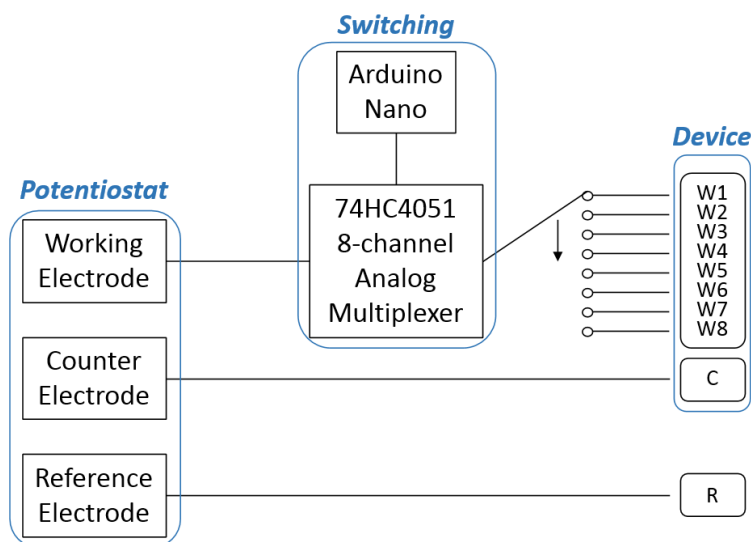 Switching
Arduino
Nano
74HC4051
8-channel
Analog
Multiplexer
Potentiostat
Working
Electrode
Counter
Electrode
Reference
Electrode
Device
W1
W2
W3
W4
W5
W6
W7
W8
C
R